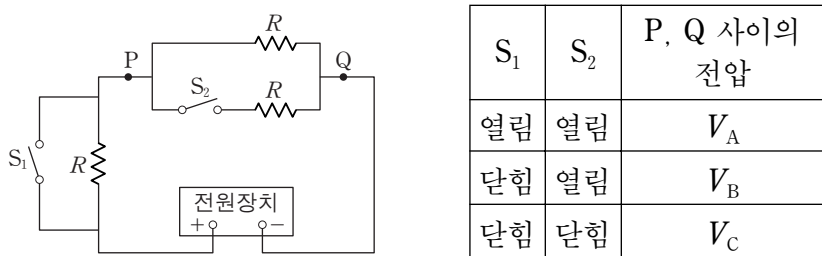 R
P
Q
S₂
R
S₁
R
전원장치
+ −
S₁ S₂ P, Q 사이의 전압
열림 열림 V_A
닫힘 열림 V_B
닫힘 닫힘 V_C